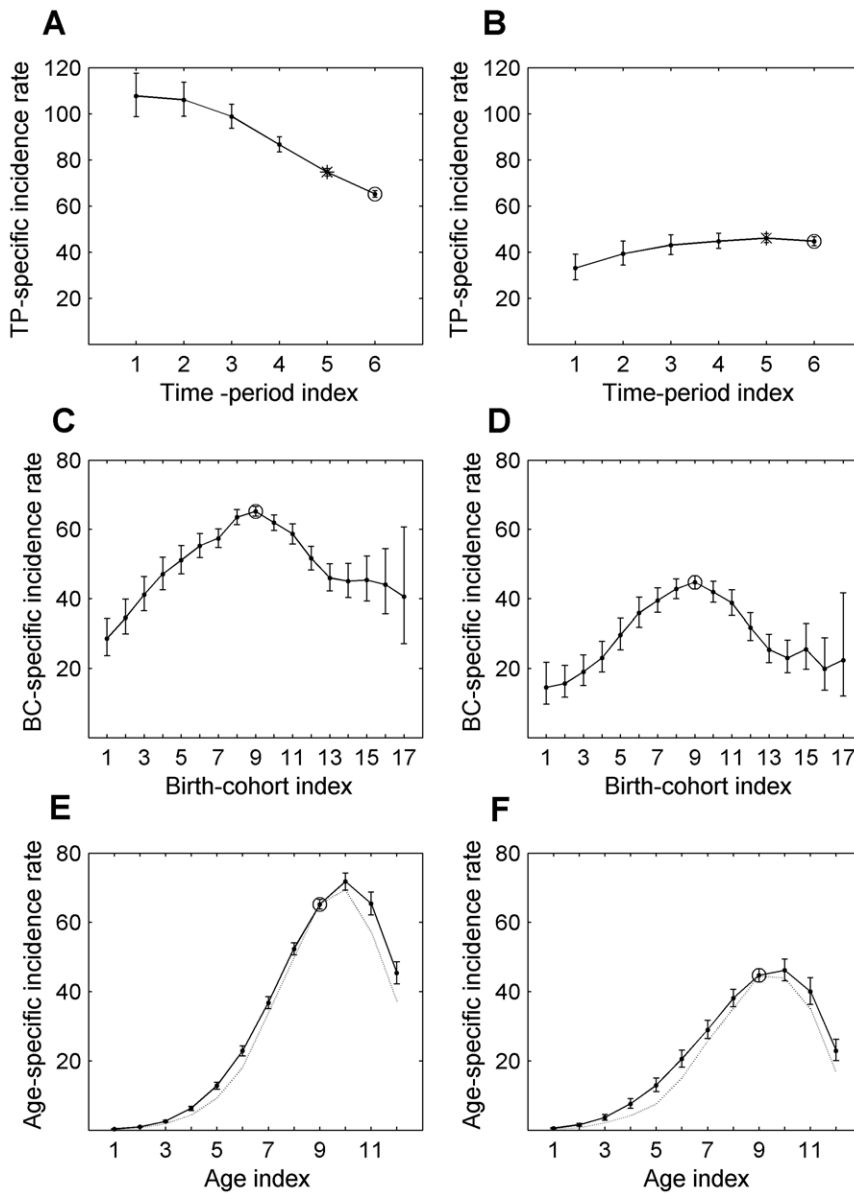 A
TP-specific incidence rate
120
100
80
60
40
20
1 2 3 4 5 6
Time -period index
B
TP-specific incidence rate
120
100
80
60
40
20
1 2 3 4 5 6
Time-period index
C
BC-specific incidence rate
80
60
40
20
1 3 5 7 9 11 13 15 17
Birth-cohort index
D
BC-specific incidence rate
80
60
40
20
1 3 5 7 9 11 13 15 17
Birth-cohort index
E
Age-specific incidence rate
80
60
40
20
1 3 5 7 9 11
Age index
F
Age-specific incidence rate
80
60
40
20
1 3 5 7 9 11
Age index